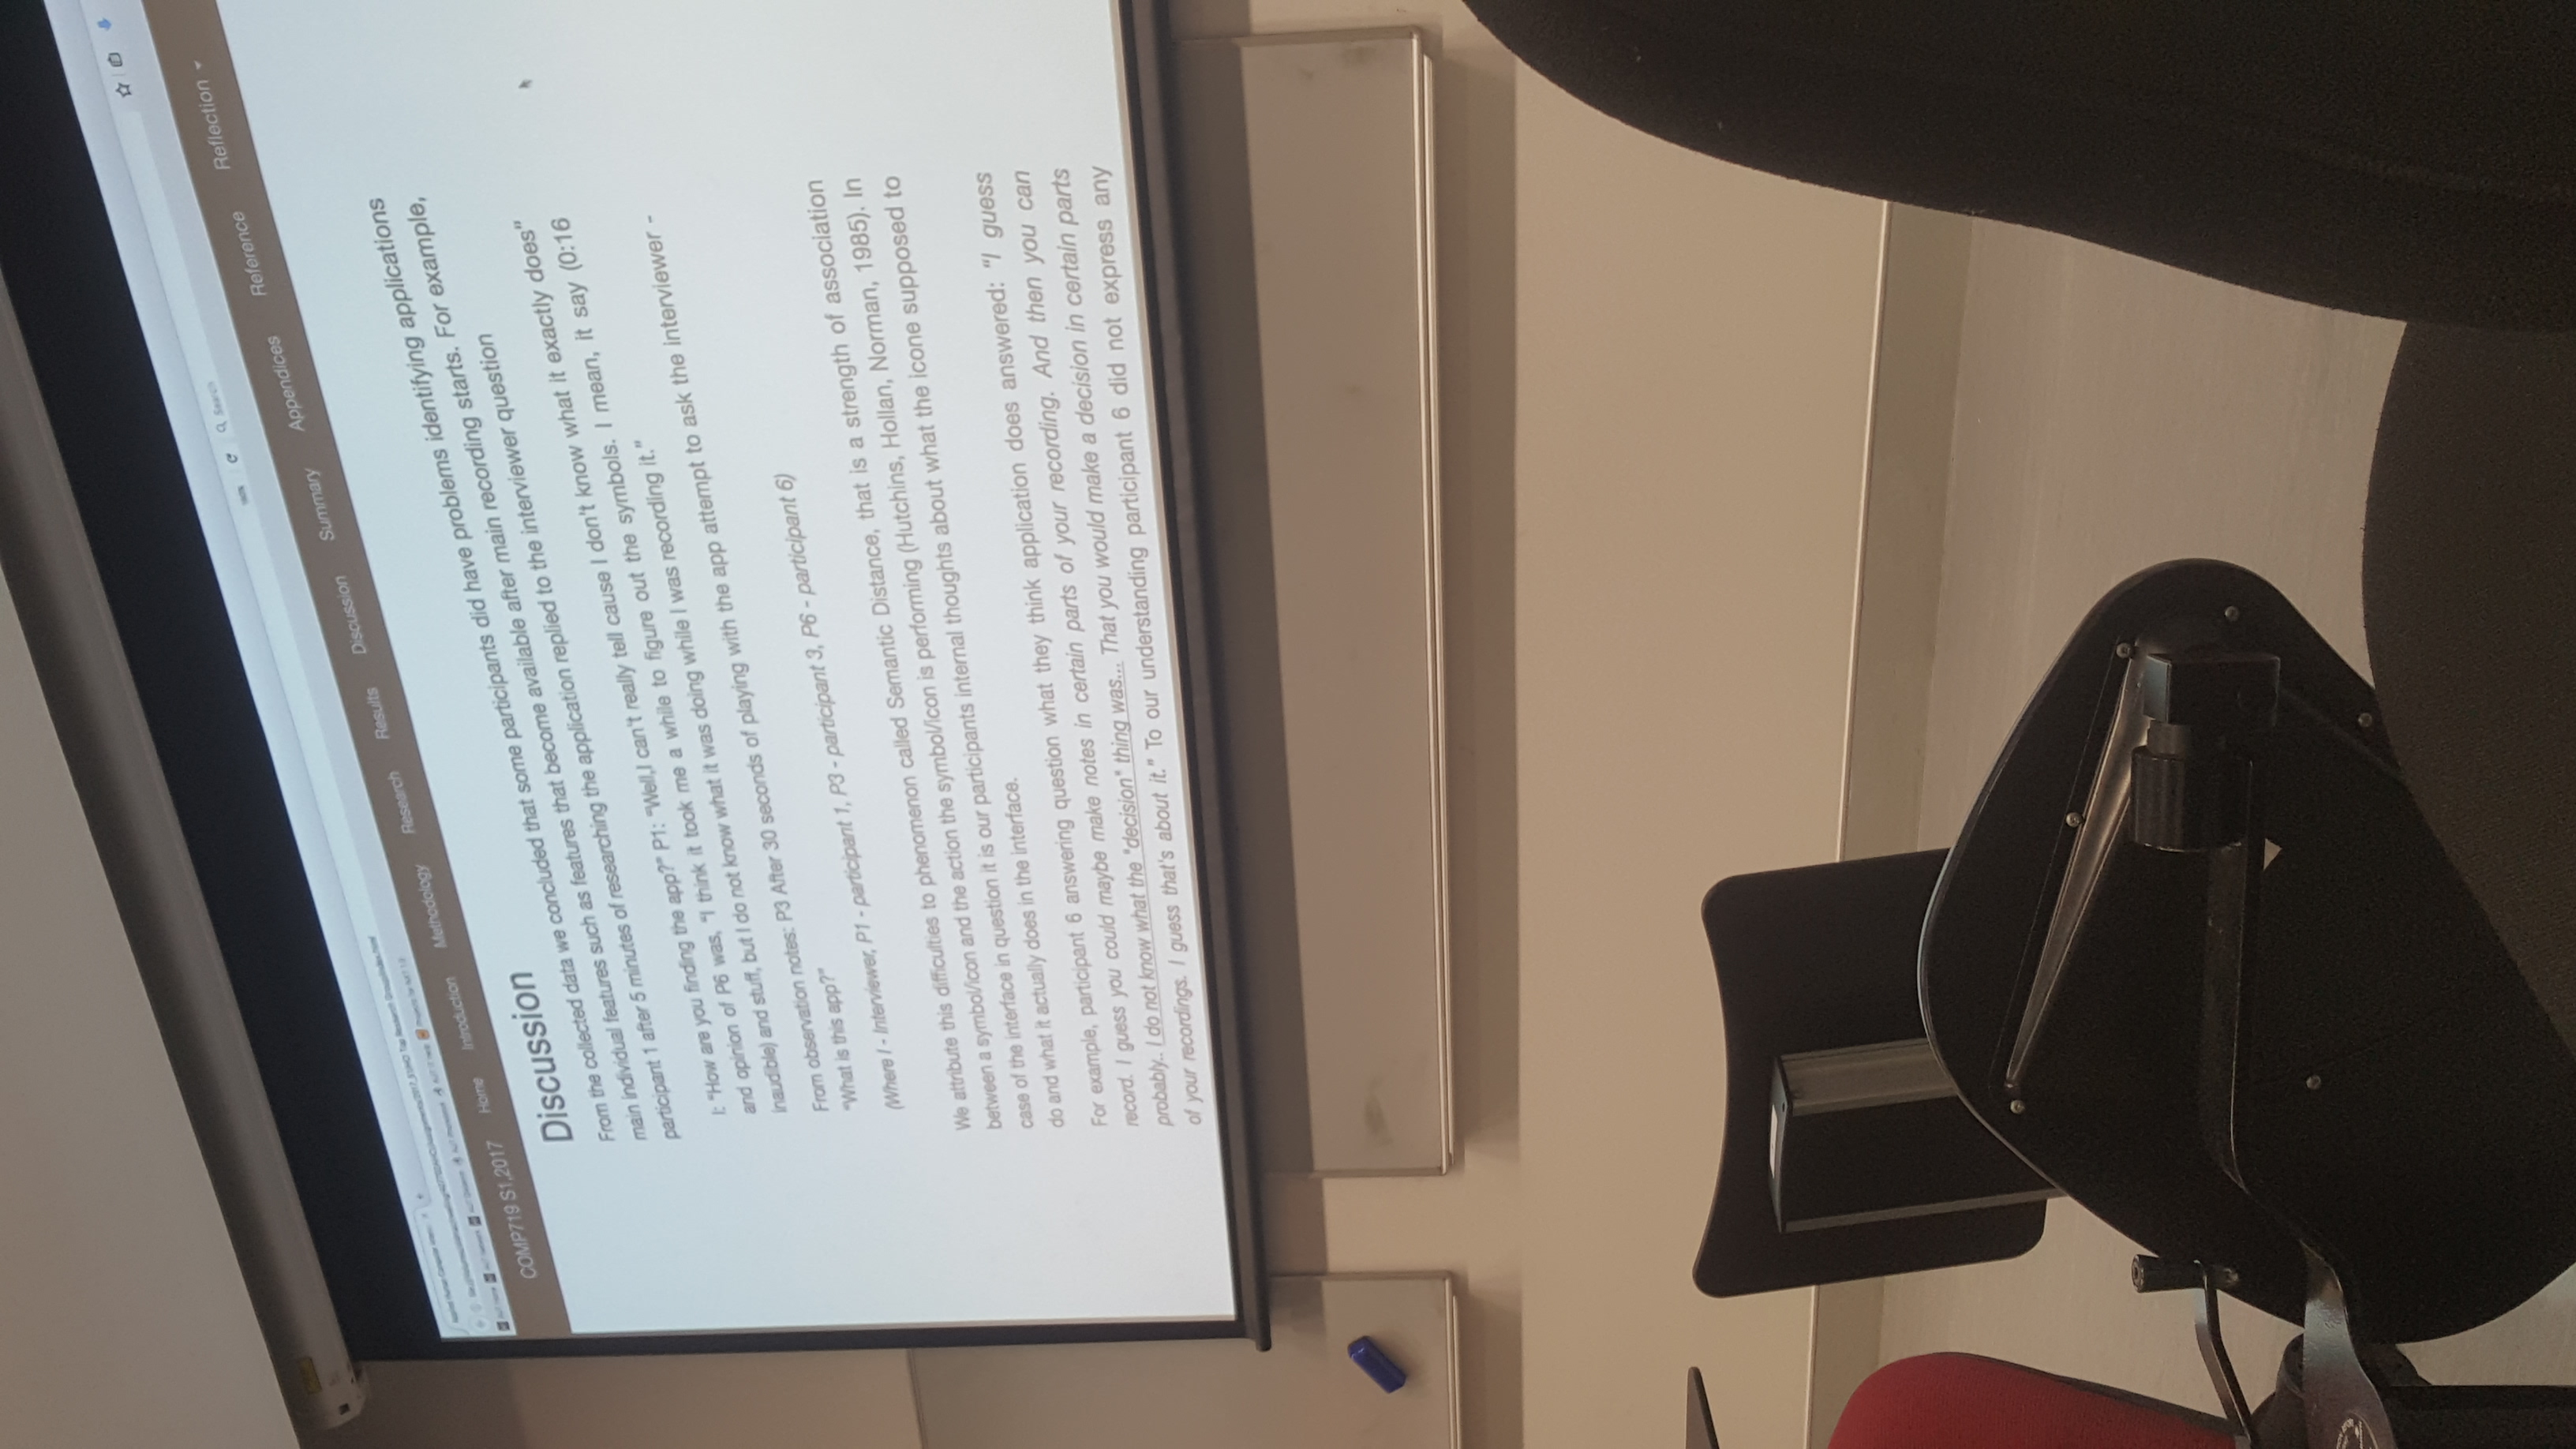 Search
COMP719 S1,2017 Home Introduction Methodology Research Results Discussion Summary Appendices Reference Reflection
Discussion
From the collected data we concluded that some participants did have problems identifying applications
main individual features such as features that become available after main recording starts. For example,
participant 1 after 5 minutes of researching the application replied to the interviewer question
I: "How are you finding the app?" P1: "Well,I can't really tell cause I don't know what it exactly does"
and opinion of P6 was, "I think it took me a while to figure out the symbols. I mean, it say (0:16
inaudible) and stuff, but I do not know what it was doing while I was recording it."
From observation notes: P3 After 30 seconds of playing with the app attempt to ask the interviewer -
"What is this app?"
(Where I - Interviewer, P1 - participant 1, P3 - participant 3, P6 - participant 6)
We attribute this difficulties to phenomenon called Semantic Distance, that is a strength of association
between a symbol/icon and the action the symbol/icon is performing (Hutchins, Hollan, Norman, 1985). In
case of the interface in question it is our participants internal thoughts about what the icone supposed to
do and what it actually does in the interface.
For example, participant 6 answering question what they think application does answered: "I guess
record. I guess you could maybe make notes in certain parts of your recording. And then you can
probably.. I do not know what the "decision" thing was... That you would make a decision in certain parts
of your recordings. I guess that's about it." To our understanding participant 6 did not express any